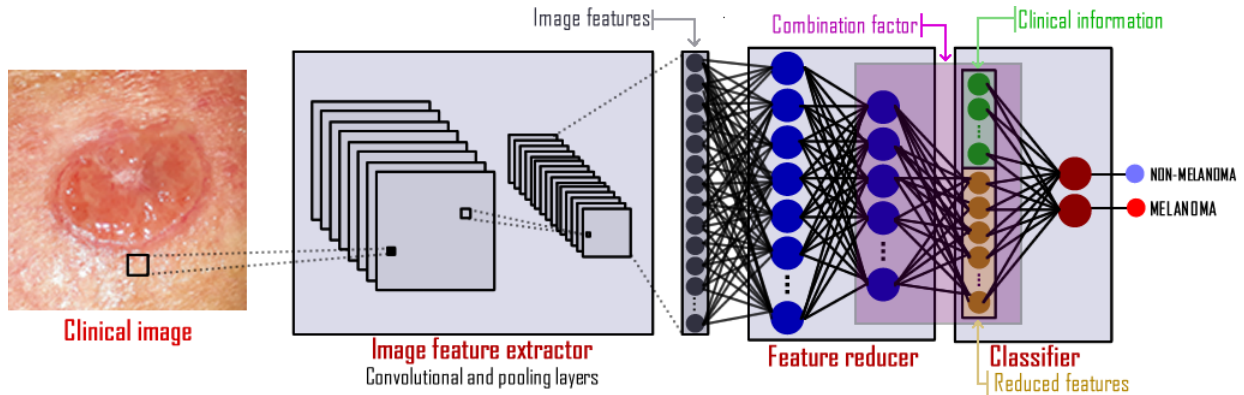 Image features
Combination factor
Clinical information
NON-MELANOMA
MELANOMA
Clinical image
Image feature extractor
Convolutional and pooling layers
Feature reducer
Classifier
Reduced features